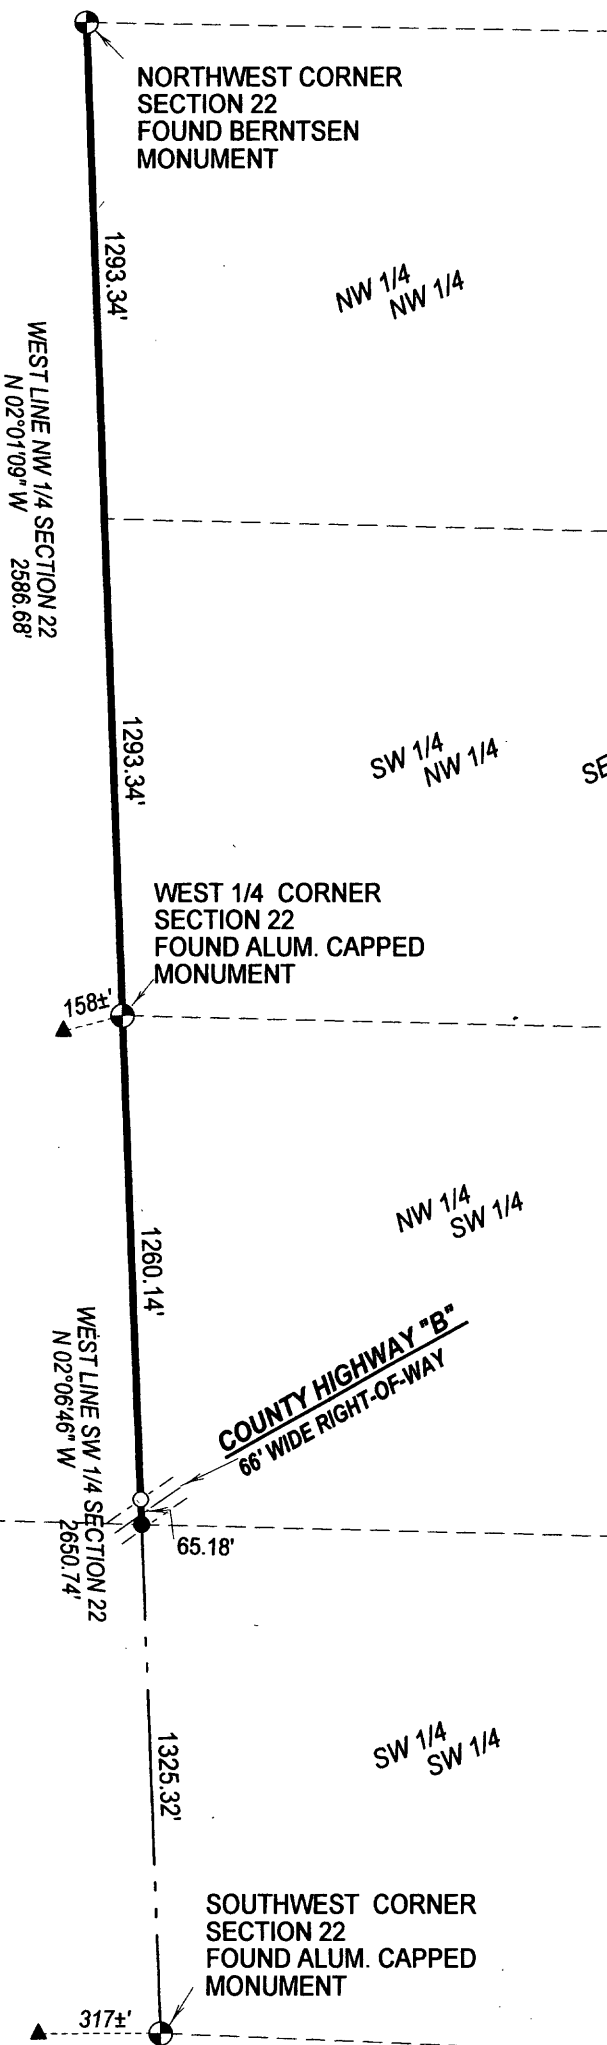 NORTHWEST CORNER
SECTION 22
FOUND BERNTSEN
MONUMENT
1293.34'
NW 1/4
NW 1/4
WEST LINE NW 1/4 SECTION 22
N 02°01'09" W 2586.68'
1293.34'
SW 1/4
NW 1/4
SE
WEST 1/4 CORNER
SECTION 22
FOUND ALUM. CAPPED
MONUMENT
158±'
NW 1/4
SW 1/4
1260.14'
COUNTY HIGHWAY "B"
66' WIDE RIGHT-OF-WAY
WEST LINE SW 1/4 SECTION 22
N 02°06'46" W 2650.74'
65.18'
SW 1/4
SW 1/4
1325.32'
SOUTHWEST CORNER
SECTION 22
FOUND ALUM. CAPPED
MONUMENT
317±'